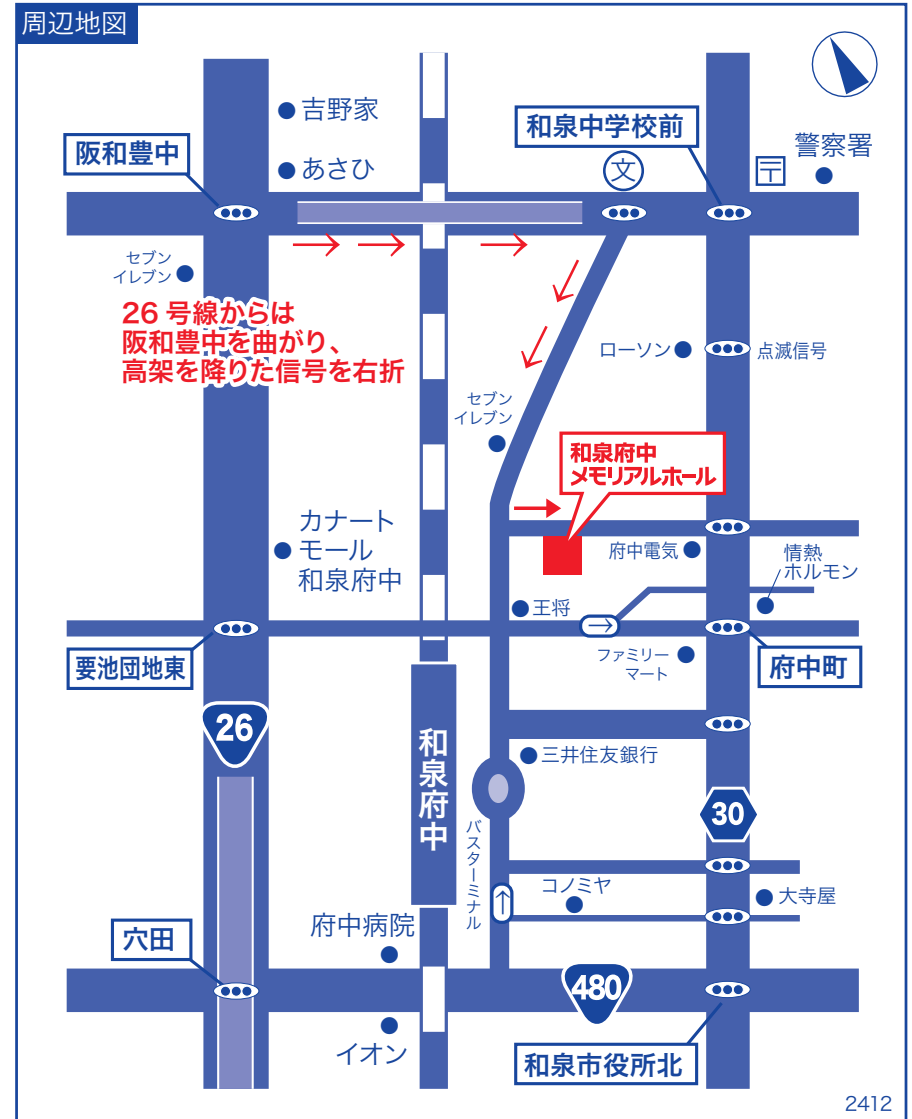 周辺地図
吉野家
和泉中学校前
阪和豊中
あさひ
文
〒
警察署
セブン
イレブン
26号線からは
阪和豊中を曲がり、
高架を降りた信号を右折
ローソン
点滅信号
セブン
イレブン
和泉府中
メモリアルホール
カナート
モール
和泉府中
府中電気
情熱
ホルモン
王将
要池団地東
ファミリー
マート
府中町
26
和泉府中
三井住友銀行
30
バスターミナル
コノミヤ
大寺屋
府中病院
穴田
480
イオン
和泉市役所北
2412